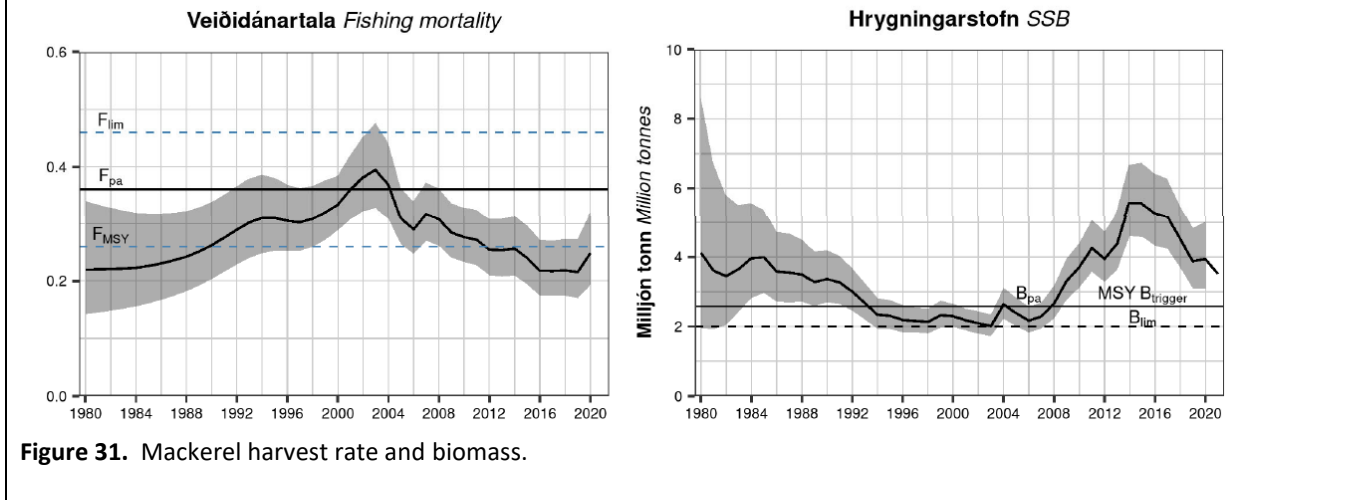 Veiðidánartala Fishing mortality
0.6
0.4
0.2
0.0
Flim
Fpa
FMSY
1980 1984 1988 1992 1996 2000 2004 2008 2012 2016 2020
Hrygningarstofn SSB
Milljón tonn Million tonnes
10
8
6
4
2
0
Bpa
MSY Btrigger
Blim
1980 1984 1988 1992 1996 2000 2004 2008 2012 2016 2020
Figure 31. Mackerel harvest rate and biomass.